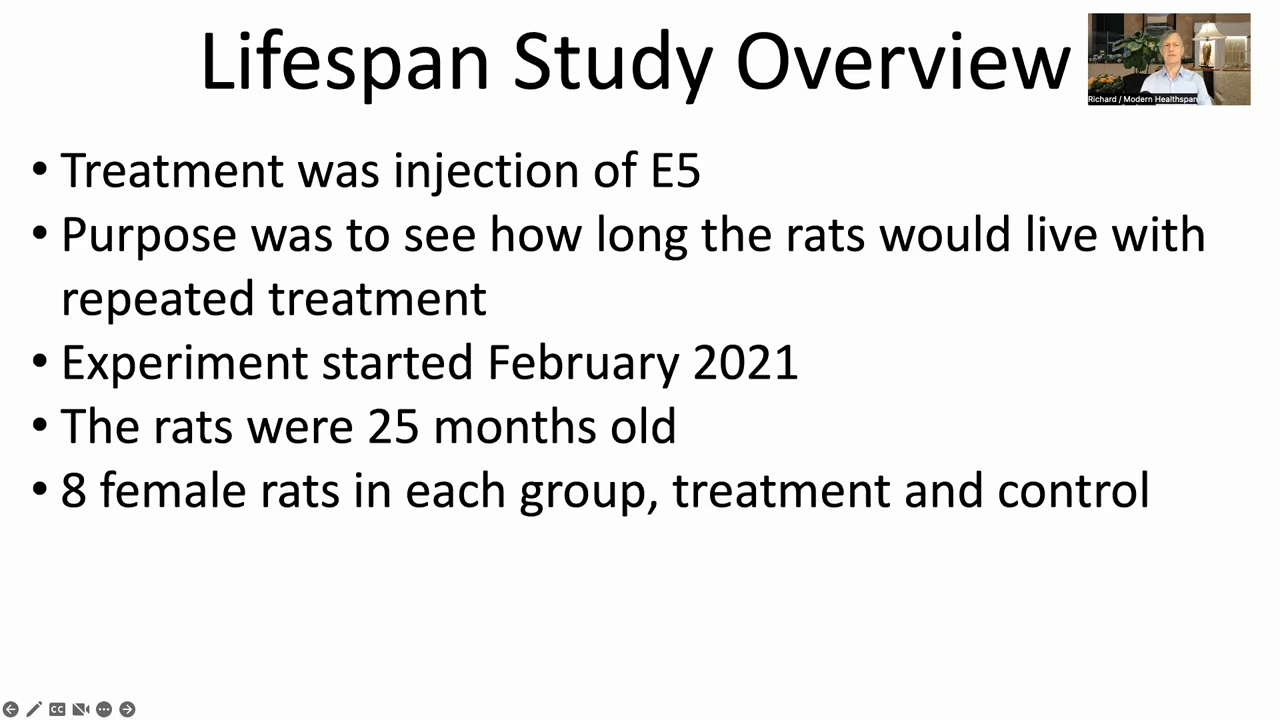 Lifespan Study Overview
Richard / Modern Healthspan
• Treatment was injection of E5
• Purpose was to see how long the rats would live with
repeated treatment
• Experiment started February 2021
• The rats were 25 months old
• 8 female rats in each group, treatment and control
CC